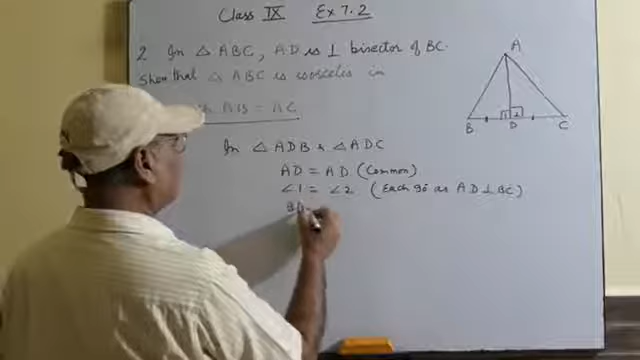 Class IX Ex 7.2
2 In △ ABC, AD is ⊥ bisector of BC.
Show that △ ABC is isosceles in
AB = AC
In △ ADB & △ ADC
AD = AD (Common)
∠1 = ∠2 (Each 90 as AD ⊥ BC)
BD
A
1 2
B D C